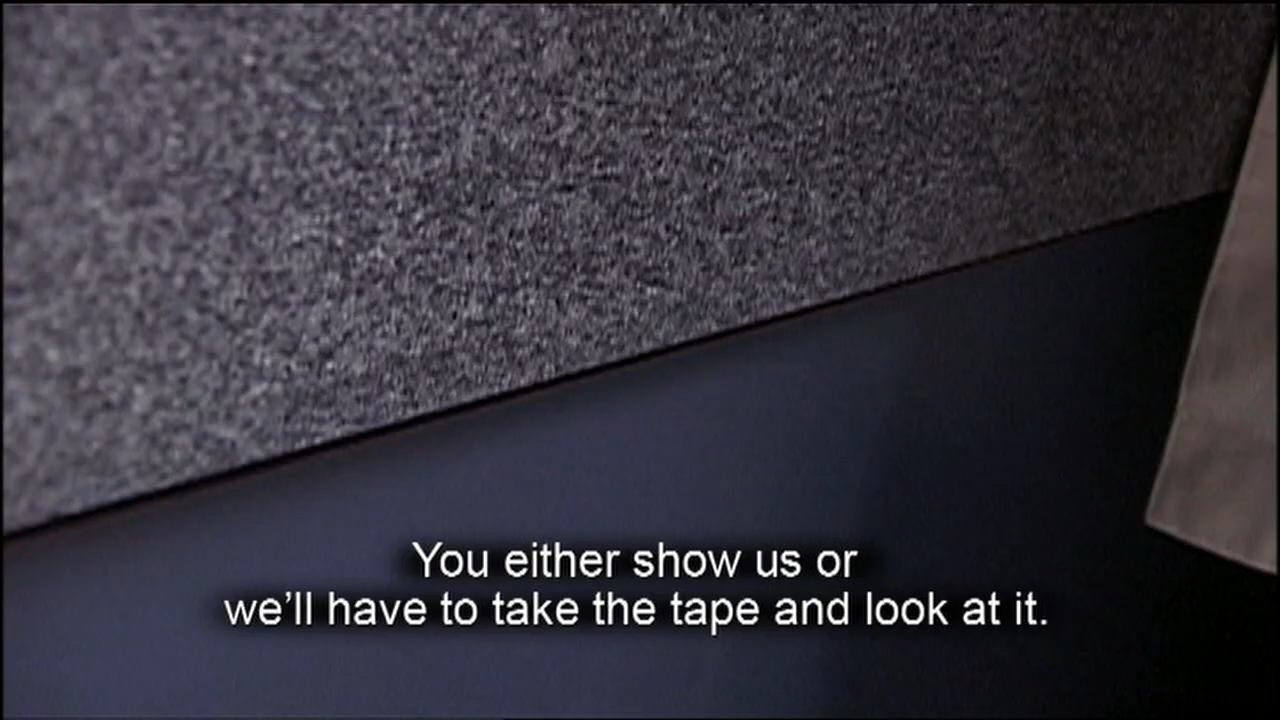 You either show us or
we’ll have to take the tape and look at it.